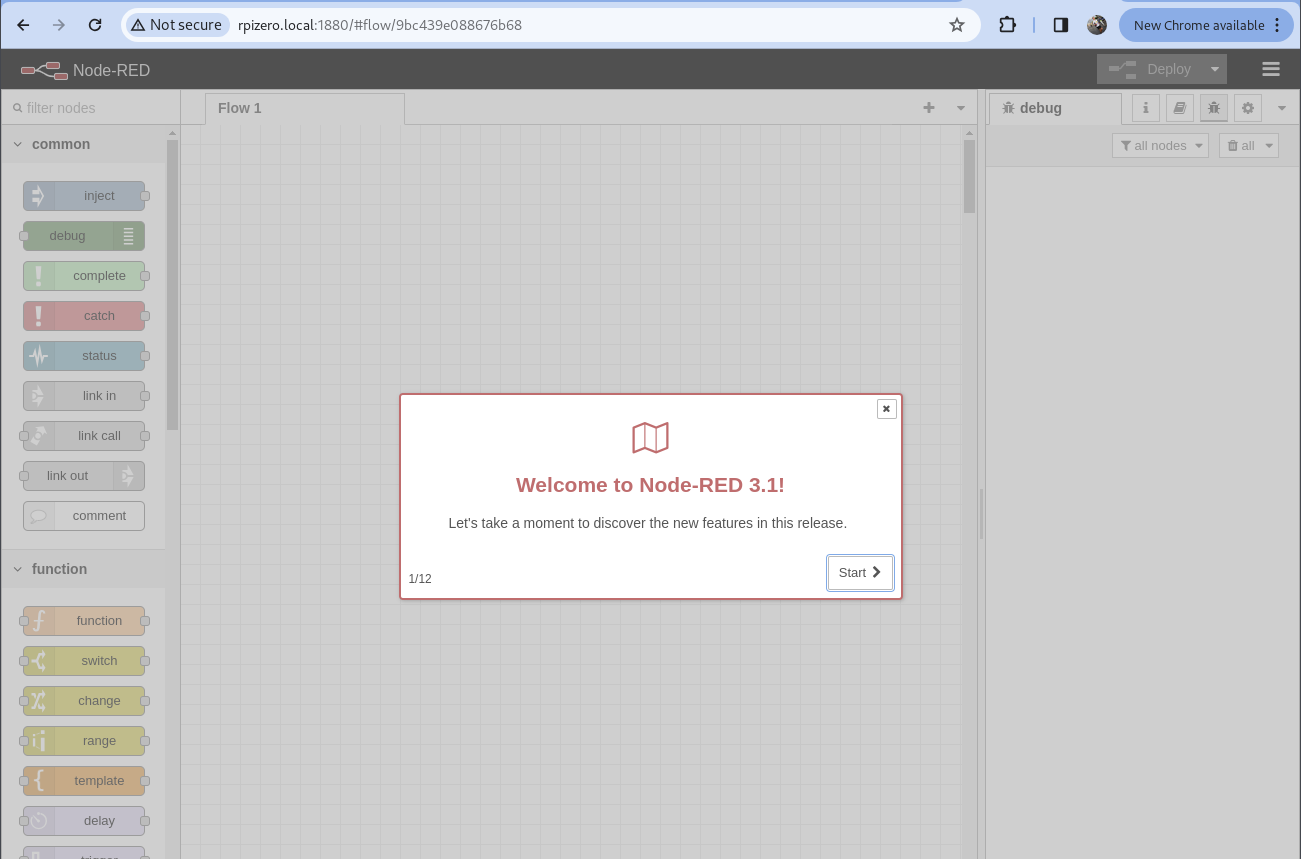 Not secure rpizero.local:1880/#flow/9bc439e088676b68 New Chrome available
Node-RED Deploy
filter nodes Flow 1 debug
all nodes all
common
inject
debug
complete
catch
status
link in
link call
link out
comment
function
function
switch
change
range
template
delay
trigger
Welcome to Node-RED 3.1!
Let's take a moment to discover the new features in this release.
1/12 Start